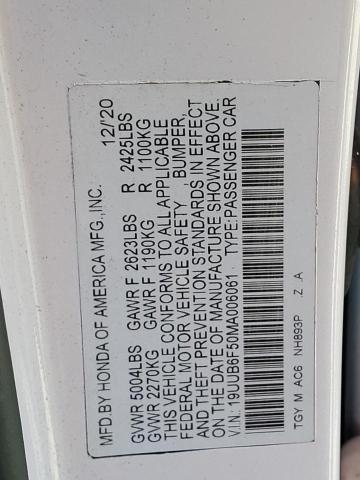 MFD.BY HONDA OF AMERICA MFG.,INC. 12/'20
GVWR 5004LBS GAWR F 2623LBS R 2425LBS
GVWR 2270KG GAWR F 1190KG R 1100KG
THIS VEHICLE CONFORMS TO ALL APPLICABLE
FEDERAL MOTOR VEHICLE SAFETY , BUMPER,
AND THEFT PREVENTION STANDARDS IN EFFECT
ON THE DATE OF MANUFACTURE SHOWN ABOVE.
V.I.N: 19UUB6F50MA006061 TYPE:PASSENGER CAR
TGY M AC6 NH893P Z A